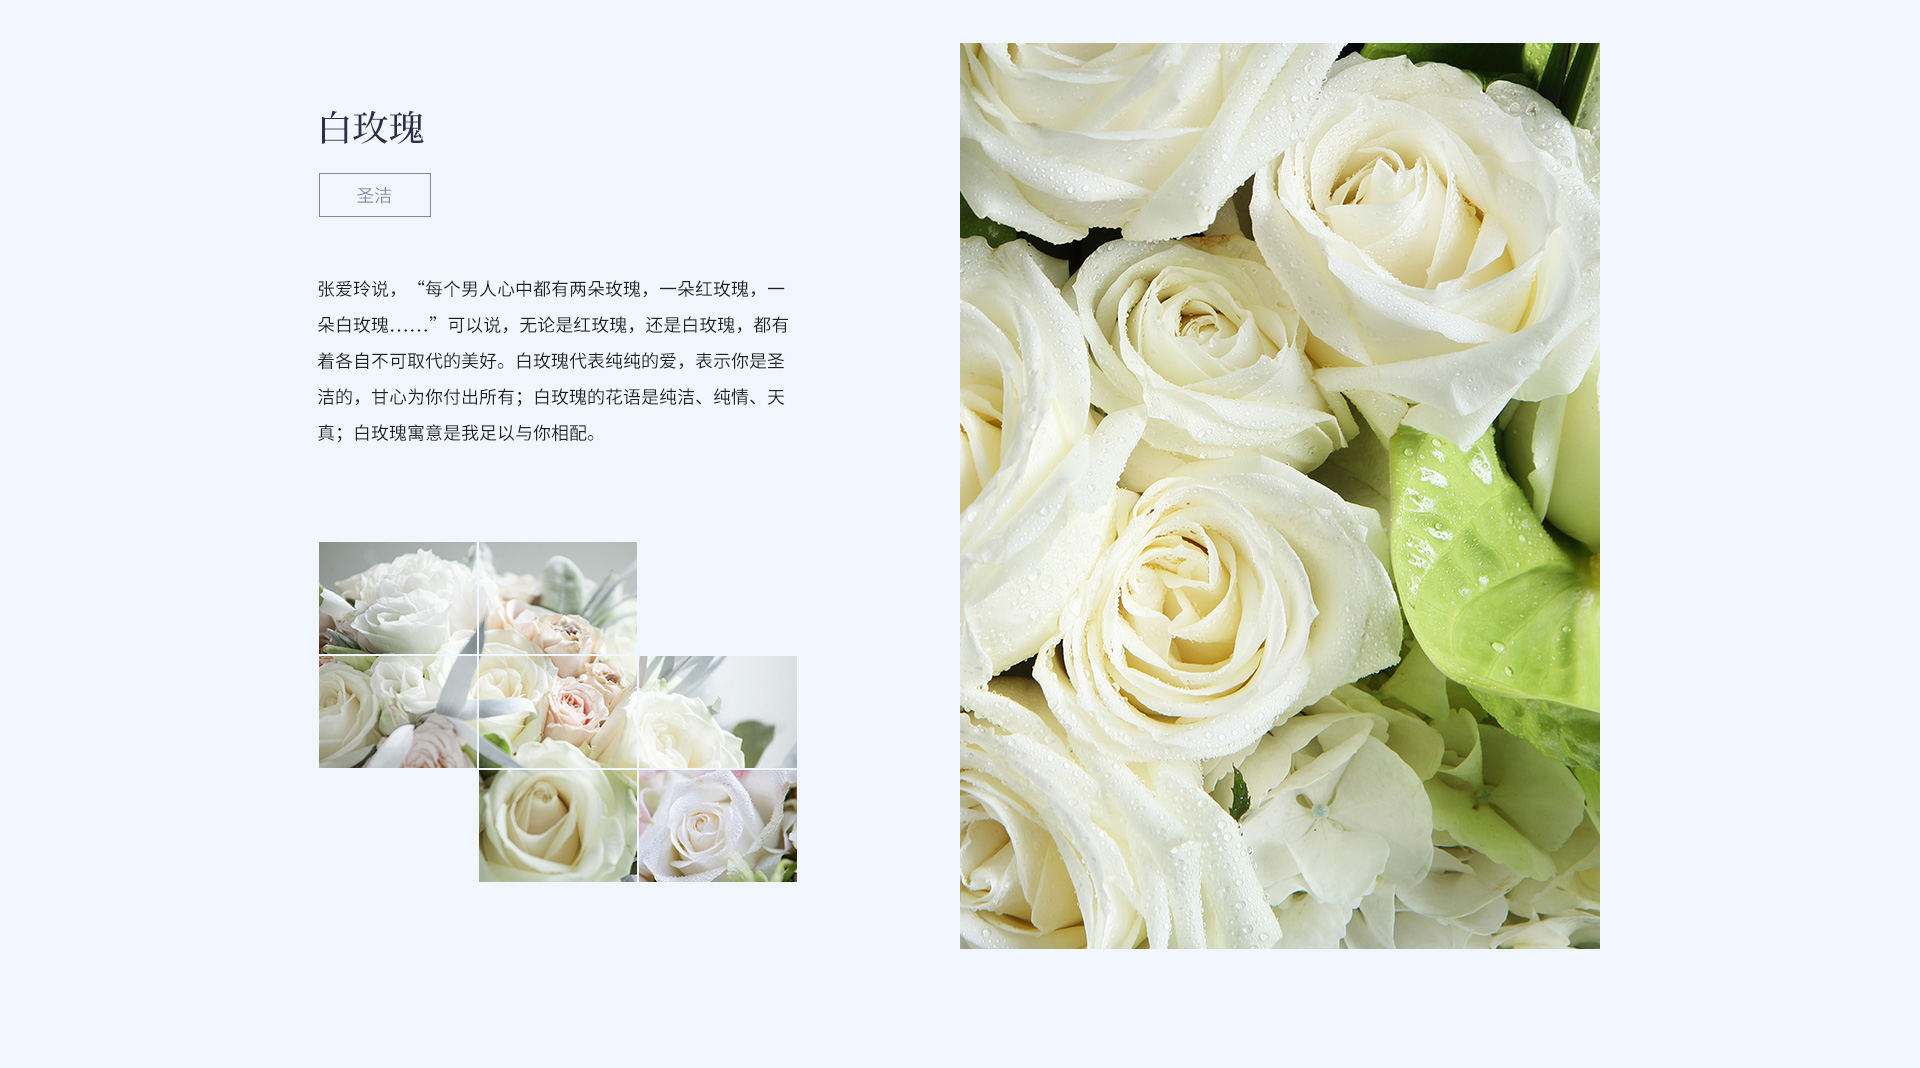 白玫瑰
圣洁
张爱玲说，“每个男人心中都有两朵玫瑰，一朵红玫瑰，一
朵白玫瑰……”可以说，无论是红玫瑰，还是白玫瑰，都有
着各自不可取代的美好。白玫瑰代表纯纯的爱，表示你是圣
洁的，甘心为你付出所有；白玫瑰的花语是纯洁、纯情、天
真；白玫瑰寓意是我足以与你相配。